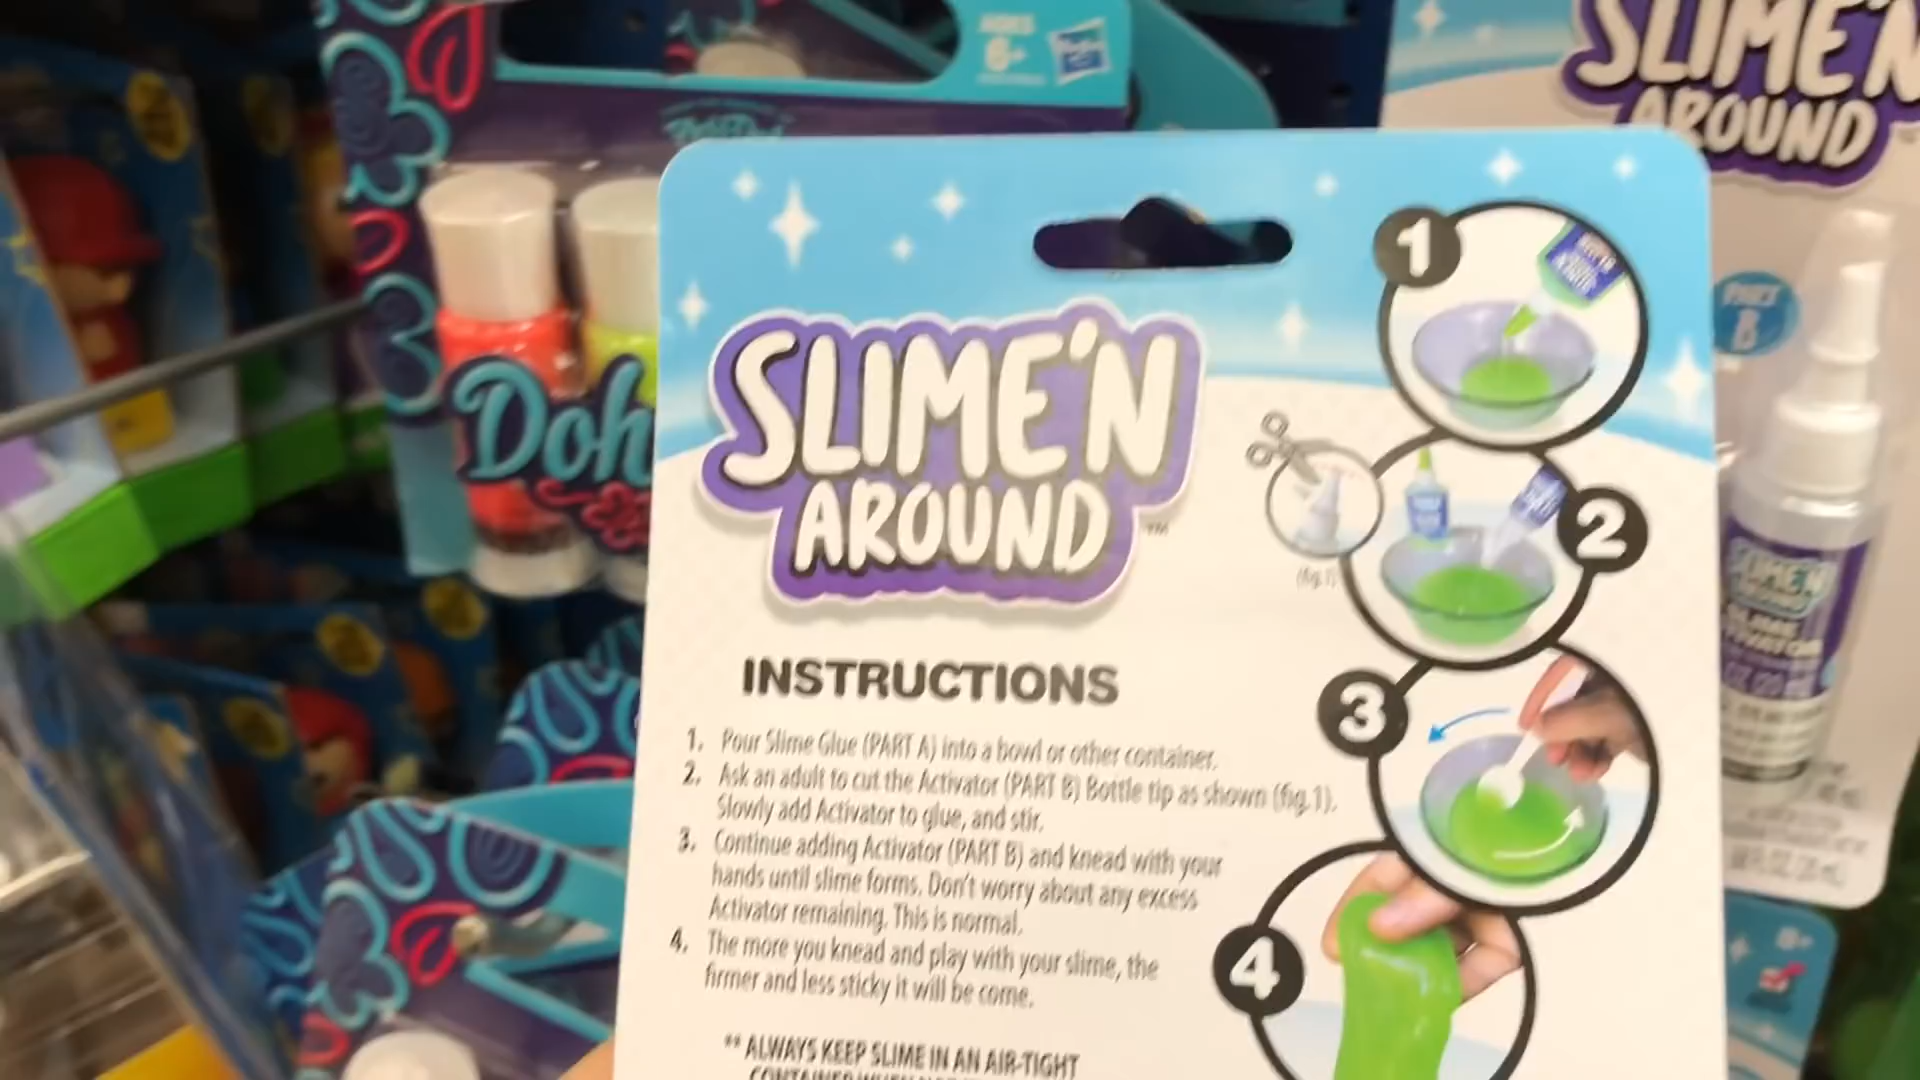 SLIME'N
AROUND
AGES
6+
Doh
SLIME'N
AROUND
™
INSTRUCTIONS
1. Pour Slime Glue (PART A) into a bowl or other container.
2. Ask an adult to cut the Activator (PART B) Bottle tip as shown (fig.1).
Slowly add Activator to glue, and stir.
3. Continue adding Activator (PART B) and knead with your
hands until slime forms. Don't worry about any excess
Activator remaining. This is normal.
4. The more you knead and play with your slime, the
firmer and less sticky it will be come.
** ALWAYS KEEP SLIME IN AN AIR-TIGHT
1
2
(fig.1)
3
4
PART
B
SLIME'N
AROUND
SLIME
8+